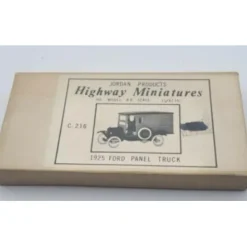 JORDAN PRODUCTS
Highway Miniatures
C-218
1925 FORD PANEL TRUCK